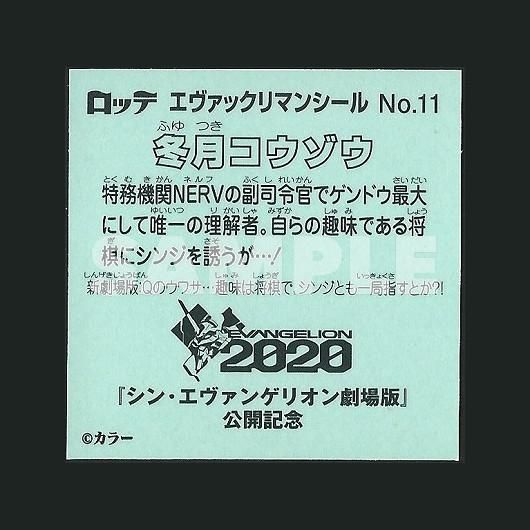 ロッテ エヴァックリマンシール No.11
ふゆ つき
冬月コウゾウ
とく む き かん ネルフ ふく し れいかん さいだい
特務機関NERVの副司令官でゲンドウ最大
ゆいいつ り かいしゃ みずか しゅ み しょう
にして唯一の理解者。自らの趣味である将
ぎ さそ
棋にシンジを誘うが…!
しんげきじょうばん しゅみ しょうぎ いっきょくさ
新劇場版:Qのウワサ…趣味は将棋で、シンジとも一局指すとか?!
SAMPLE
EVANGELION
2020
『シン・エヴァンゲリオン劇場版』
公開記念
©カラー